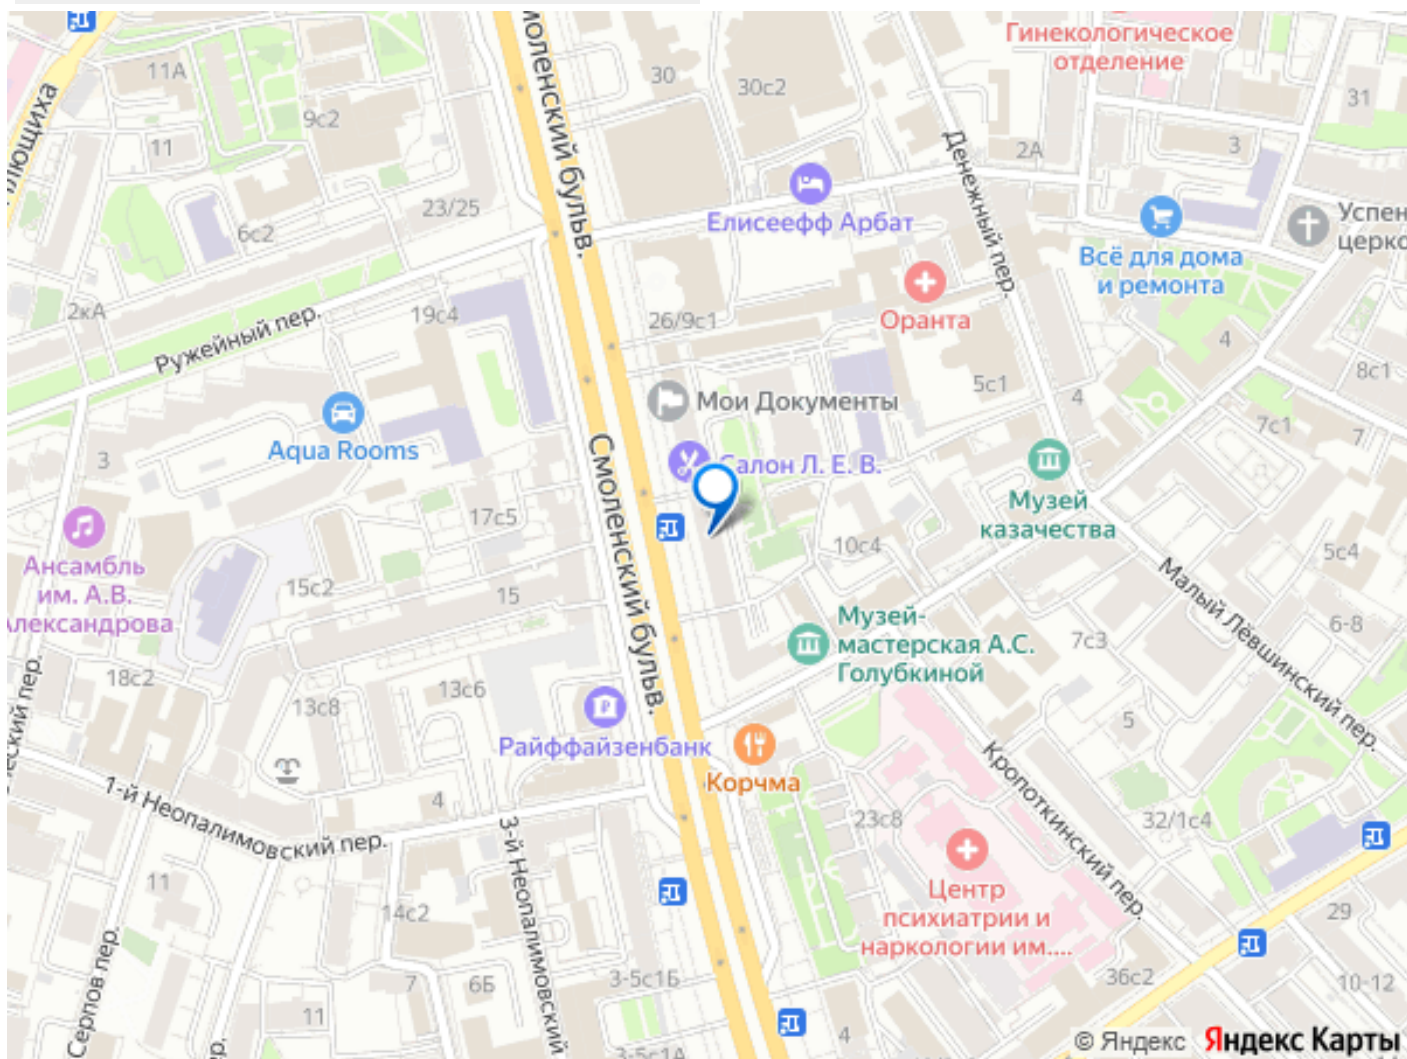 Гинекологическое
отделение
11А
30
30с2
31
9с2
Смоленский бульв.
11
2А
3
Денежный пер.
Елисеефф Арбат
23/25
6с2
Всё для дома
и ремонта
Оранта
2кА
Ружейный пер.
19с4
26/9с1
4
8с1
5с1
4
Мои Документы
7с1
7
Aqua Rooms
3
Салон Л. Е. В.
Музей
казачества
Смоленский бульв.
17с5
10с4
5с4
Ансамбль
им. А.В.
Александрова
15с2
15
Малый Лёвшинский пер.
Музей-
мастерская А.С.
Голубкиной
7с3
6-8
18с2
13с8
13с6
5
Райффайзенбанк
Корчма
Кропоткинский пер.
1-й Неопалимовский пер.
4
23с8
32/1с4
3-й Неопалимовский
11
14с2
Центр
психиатрии и
наркологии им....
29
Серпов пер.
7
6Б
3-5с1Б
36с2
10-12
11
3-5с1А
4
© Яндекс Яндекс Карты